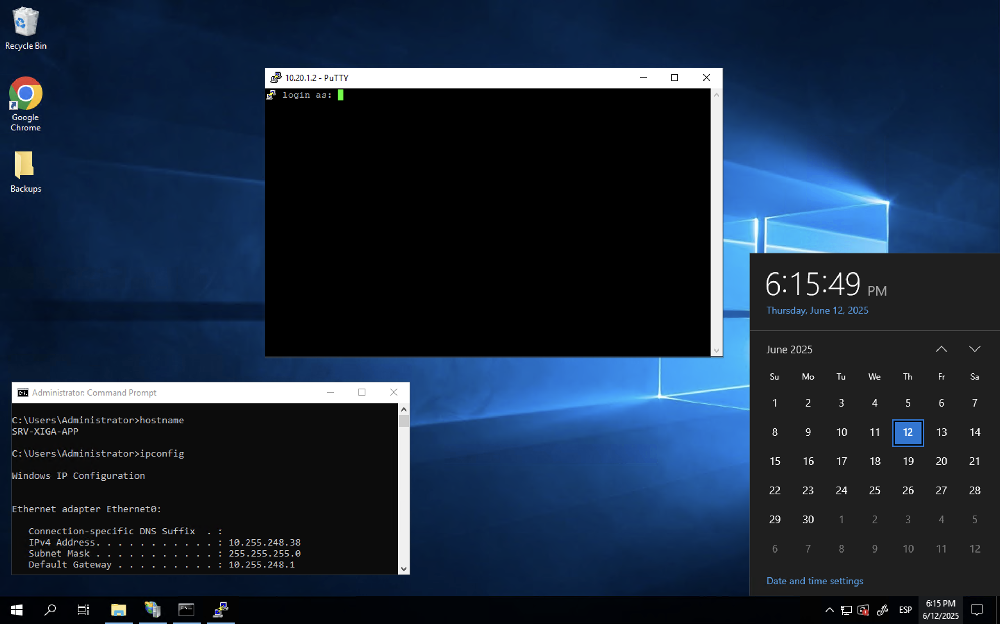 Recycle Bin
Google
Chrome
Backups
10.20.1.2 - PuTTY
login as:
Administrator: Command Prompt
C:\Users\Administrator>hostname
SRV-XIGA-APP
C:\Users\Administrator>ipconfig
Windows IP Configuration
Ethernet adapter Ethernet0:
Connection-specific DNS Suffix  . :
IPv4 Address. . . . . . . . . . . : 10.255.248.38
Subnet Mask . . . . . . . . . . . : 255.255.255.0
Default Gateway . . . . . . . . . : 10.255.248.1
6:15:49 PM
Thursday, June 12, 2025
June 2025
Su Mo Tu We Th Fr Sa
1 2 3 4 5 6 7
8 9 10 11 12 13 14
15 16 17 18 19 20 21
22 23 24 25 26 27 28
29 30 1 2 3 4 5
6 7 8 9 10 11 12
Date and time settings
ESP
6:15 PM
6/12/2025